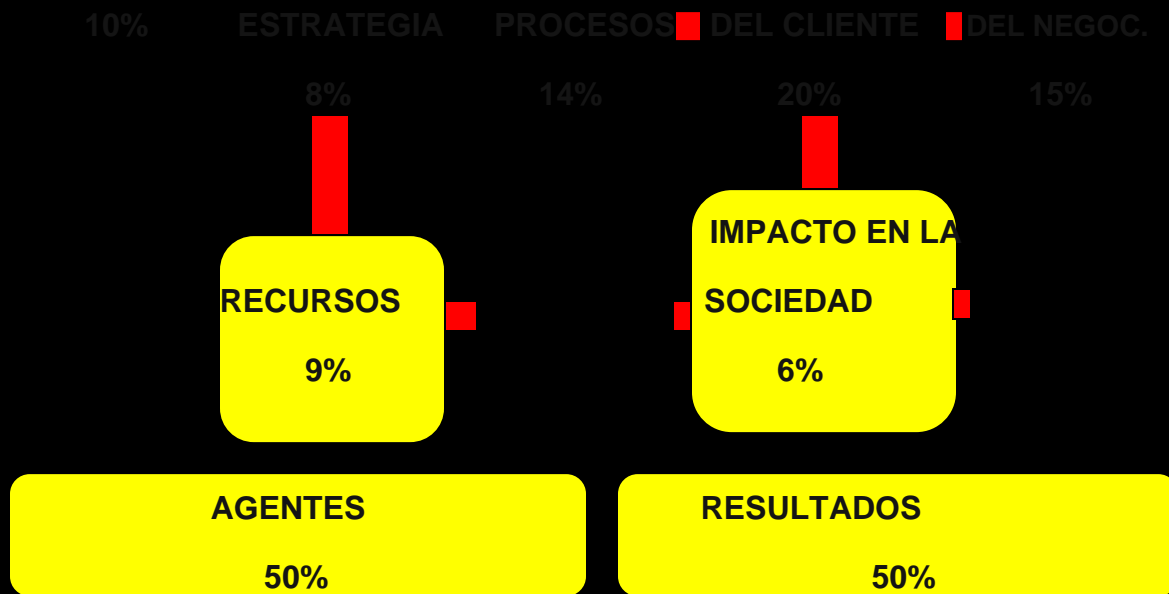 10% ESTRATEGIA PROCESOS DEL CLIENTE DEL NEGOC.
8% 14% 20% 15%
IMPACTO EN LA
RECURSOS SOCIEDAD
9% 6%
AGENTES RESULTADOS
50% 50%